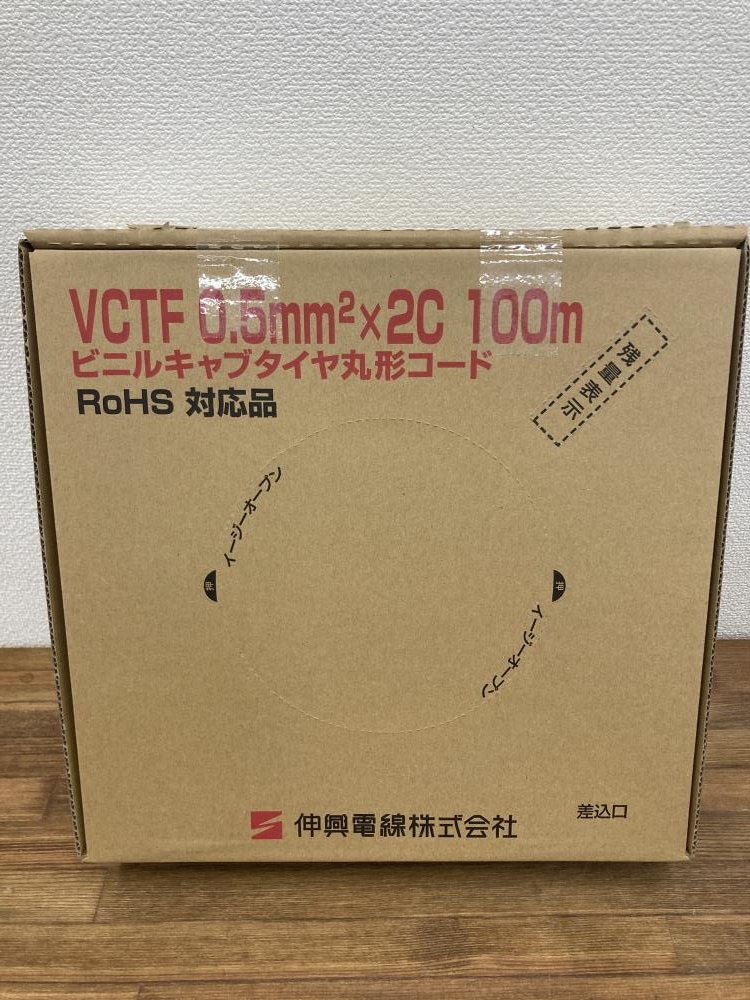 VCTF 0.5mm²×2C 100m
ビニルキャブタイヤ丸形コード
RoHS 対応品
残量表示
イージーオープン
押
押
イージーオープン
伸興電線株式会社
差込口